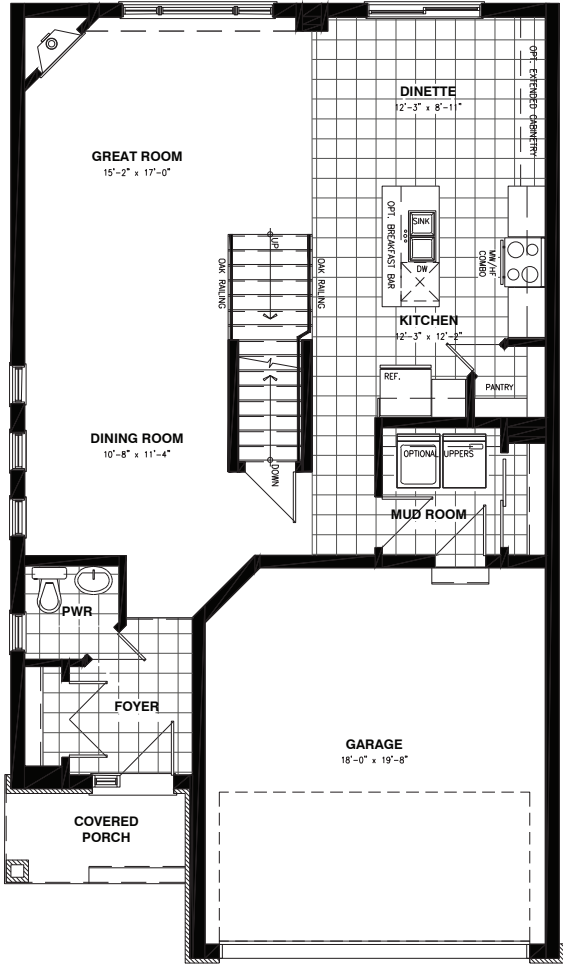 OPT. EXTENDED CABINETRY
DINETTE
12'-3" x 8'-11"
GREAT ROOM
15'-2" x 17'-0"
OPT. BREAKFAST BAR
SINK
DW
UP
MW/HF
COMBO
OAK RAILING
OAK RAILING
KITCHEN
12'-3" x 12'-2"
REF.
PANTRY
DINING ROOM
10'-8" x 11'-4"
OPTIONAL UPPERS
DOWN
MUD ROOM
PWR
FOYER
GARAGE
18'-0" x 19'-8"
COVERED
PORCH